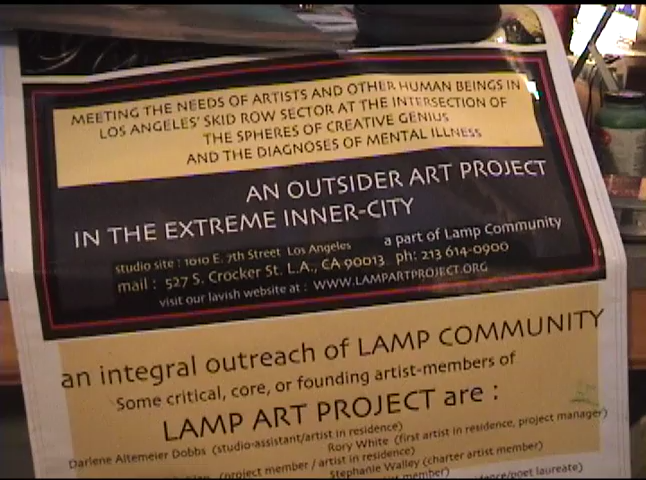 MEETING THE NEEDS OF ARTISTS AND OTHER HUMAN BEINGS IN
LOS ANGELES' SKID ROW SECTOR AT THE INTERSECTION OF
THE SPHERES OF CREATIVE GENIUS
AND THE DIAGNOSES OF MENTAL ILLNESS
AN OUTSIDER ART PROJECT
IN THE EXTREME INNER-CITY
studio site : 1010 E. 7th Street Los Angeles a part of Lamp Community
mail : 527 S. Crocker St. L.A., CA 90013 ph: 213 614-0900
visit our lavish website at : WWW.LAMPARTPROJECT.ORG
an integral outreach of LAMP COMMUNITY
Some critical, core, or founding artist-members of
LAMP ART PROJECT are :
Darlene Altemeier Dobbs (studio-assistant/artist in residence)
Rory White (first artist in residence, project manager)
(project member / artist in residence)
Stephanie Walley (charter artist member)
member)
/poet laureate)